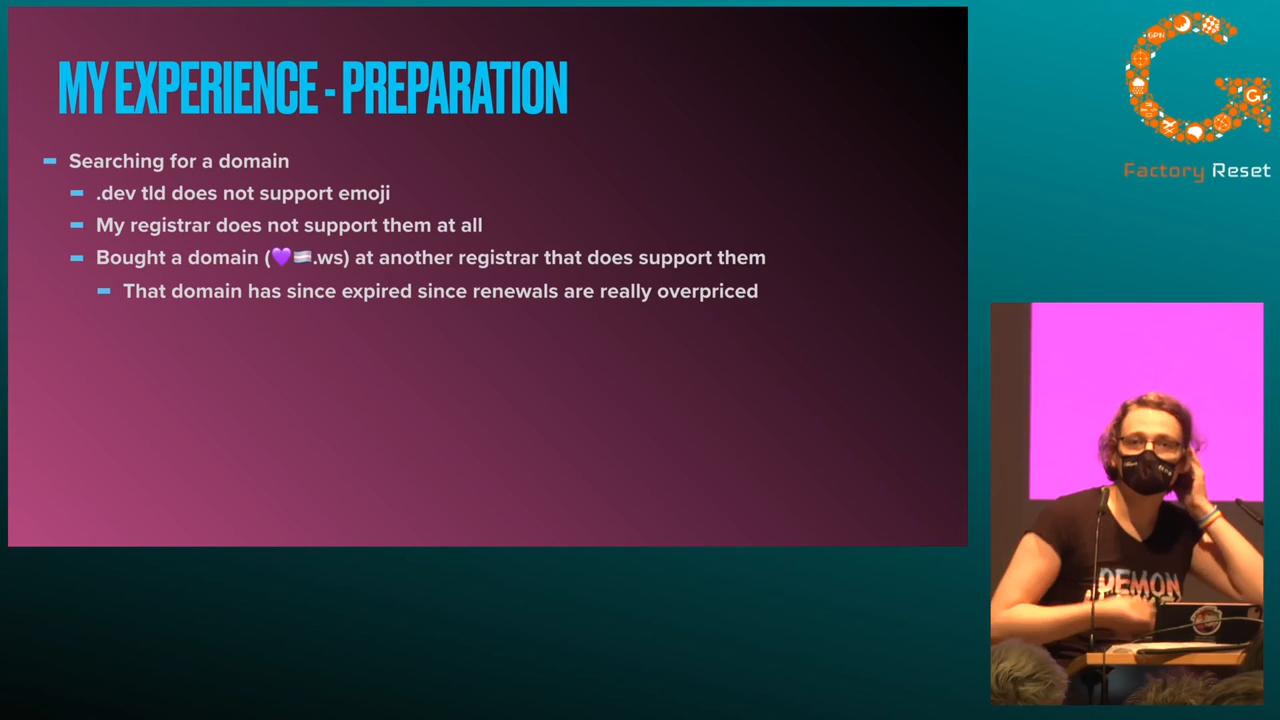 MY EXPERIENCE - PREPARATION
Searching for a domain
.dev tld does not support emoji
My registrar does not support them at all
Bought a domain (💜🏳️‍⚧️.ws) at another registrar that does support them
That domain has since expired since renewals are really overpriced
GPN
Factory Reset
DEMON